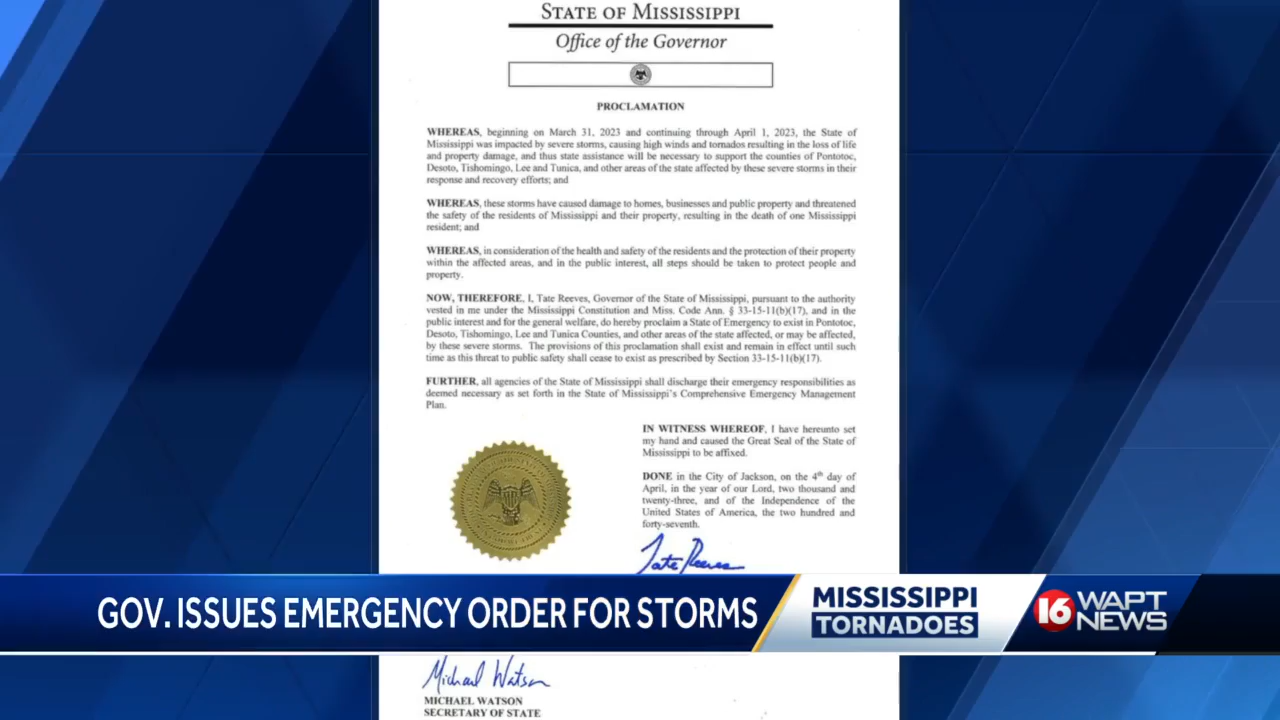 STATE OF MISSISSIPPI
Office of the Governor
PROCLAMATION
WHEREAS, beginning on March 31, 2023 and continuing through April 1, 2023, the State of
Mississippi was impacted by severe storms, causing high winds and tornados resulting in the loss of life
and property damage, and thus state assistance will be necessary to support the counties of Pontotoc,
Desoto, Tishomingo, Lee and Tunica, and other areas of the state affected by these severe storms in their
response and recovery efforts; and
WHEREAS, these storms have caused damage to homes, businesses and public property and threatened
the safety of the residents of Mississippi and their property, resulting in the death of one Mississippi
resident; and
WHEREAS, in consideration of the health and safety of the residents and the protection of their property
within the affected areas, and in the public interest, all steps should be taken to protect people and
property.
NOW, THEREFORE, I, Tate Reeves, Governor of the State of Mississippi, pursuant to the authority
vested in me under the Mississippi Constitution and Miss. Code Ann. § 33-15-11(b)(17), and in the
public interest and for the general welfare, do hereby proclaim a State of Emergency to exist in Pontotoc,
Desoto, Tishomingo, Lee and Tunica Counties, and other areas of the state affected, or may be affected,
by these severe storms. The provisions of this proclamation shall exist and remain in effect until such
time as this threat to public safety shall cease to exist as prescribed by Section 33-15-11(b)(17).
FURTHER, all agencies of the State of Mississippi shall discharge their emergency responsibilities as
deemed necessary as set forth in the State of Mississippi's Comprehensive Emergency Management
Plan.
IN WITNESS WHEREOF, I have hereunto set
my hand and caused the Great Seal of the State of
Mississippi to be affixed.
DONE in the City of Jackson, on the 4th day of
April, in the year of our Lord, two thousand and
twenty-three, and of the Independence of the
United States of America, the two hundred and
forty-seventh.
Tate Reeves
GOV. ISSUES EMERGENCY ORDER FOR STORMS
MISSISSIPPI
TORNADOES
16 WAPT
NEWS
Michael Watson
MICHAEL WATSON
SECRETARY OF STATE